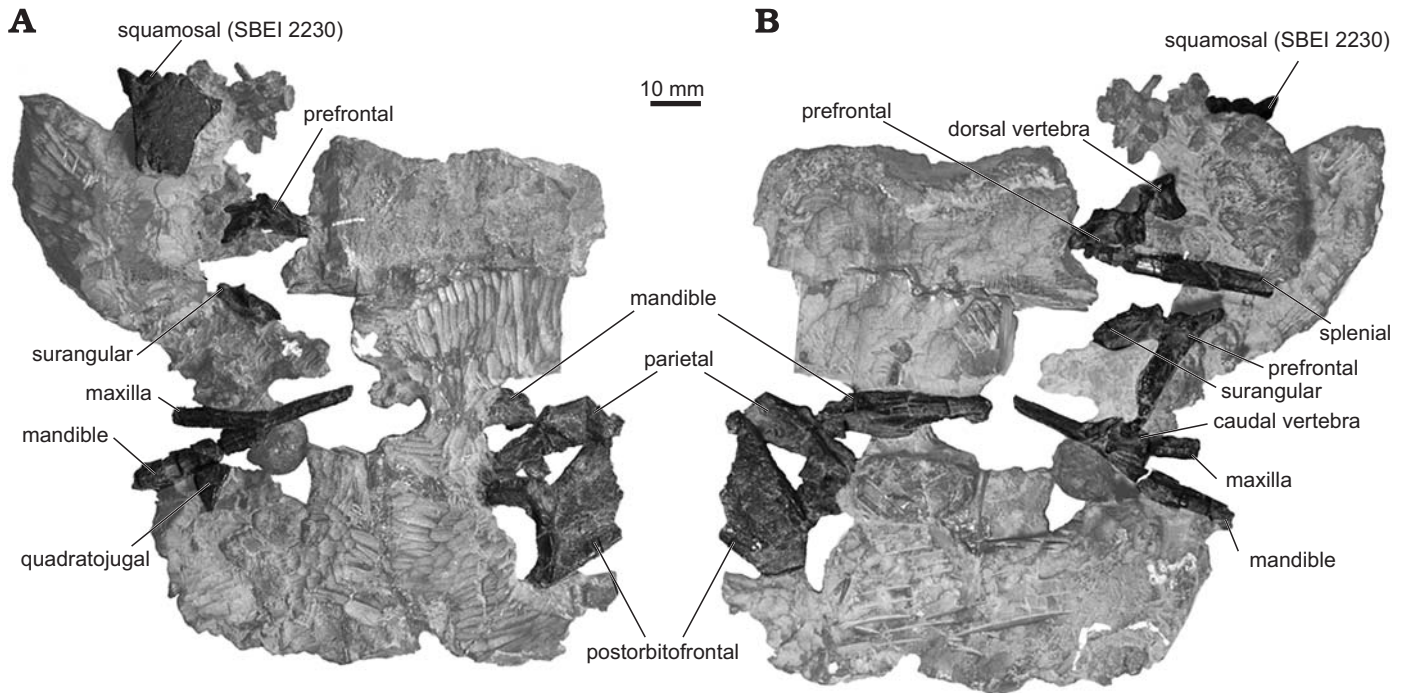 A
squamosal (SBEI 2230)
prefrontal
surangular
maxilla
mandible
quadratojugal
10 mm
mandible
parietal
postorbitofrontal
B
squamosal (SBEI 2230)
prefrontal
dorsal vertebra
splenial
prefrontal
surangular
caudal vertebra
maxilla
mandible